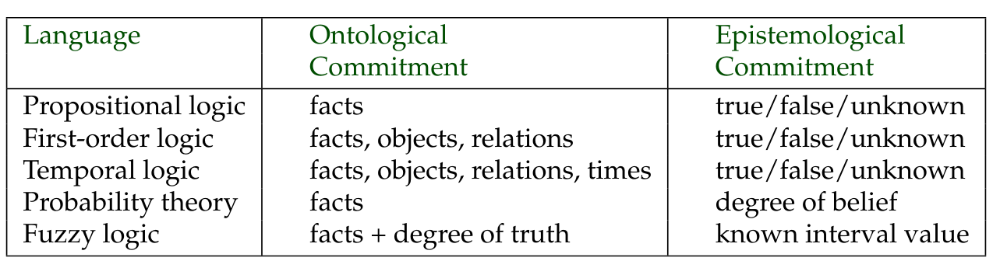 Language Ontological Commitment Epistemological Commitment
Propositional logic facts true/false/unknown
First-order logic facts, objects, relations true/false/unknown
Temporal logic facts, objects, relations, times true/false/unknown
Probability theory facts degree of belief
Fuzzy logic facts + degree of truth known interval value